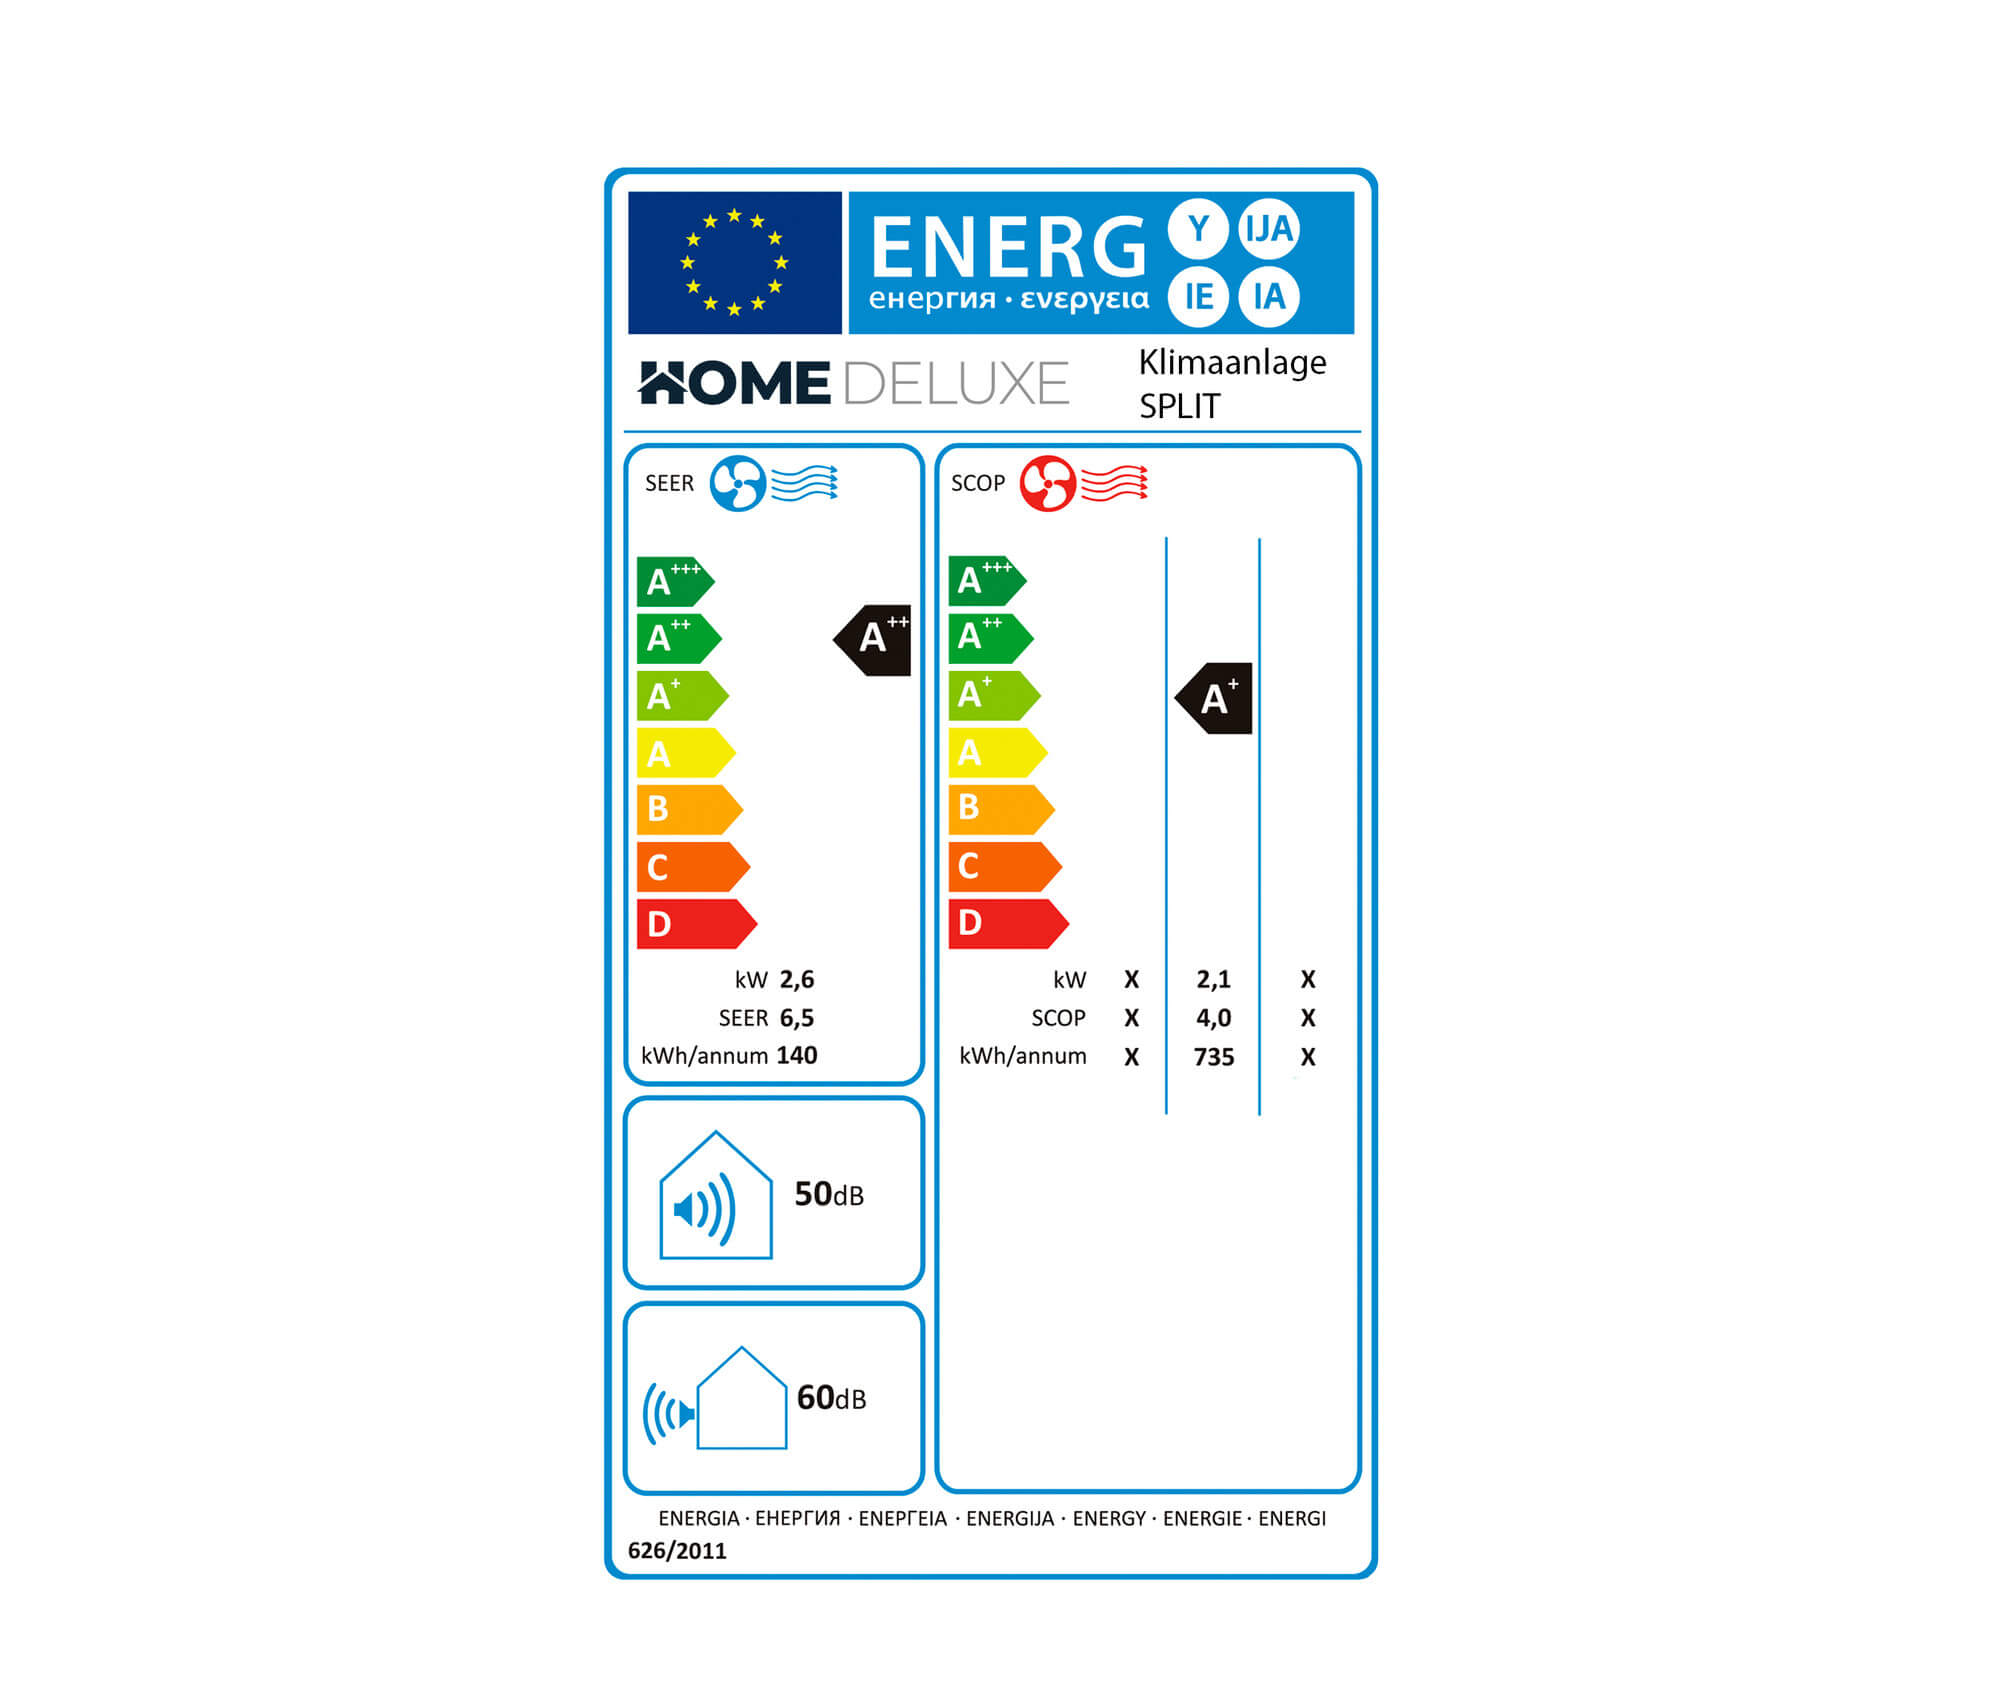 ENERG Y IJA
енергия · ενεργεια IE IA
HOME DELUXE
Klimaanlage
SPLIT
SEER
A+++
A++
A+
A
B
C
D
A++
kW 2,6
SEER 6,5
kWh/annum 140
SCOP
A+++
A++
A+
A
B
C
D
A+
kW X 2,1 X
SCOP X 4,0 X
kWh/annum X 735 X
50dB
60dB
ENERGIA · ЕНЕРГИЯ · ΕΝΕΡΓΕΙΑ · ENERGIJA · ENERGY · ENERGIE · ENERGI
626/2011